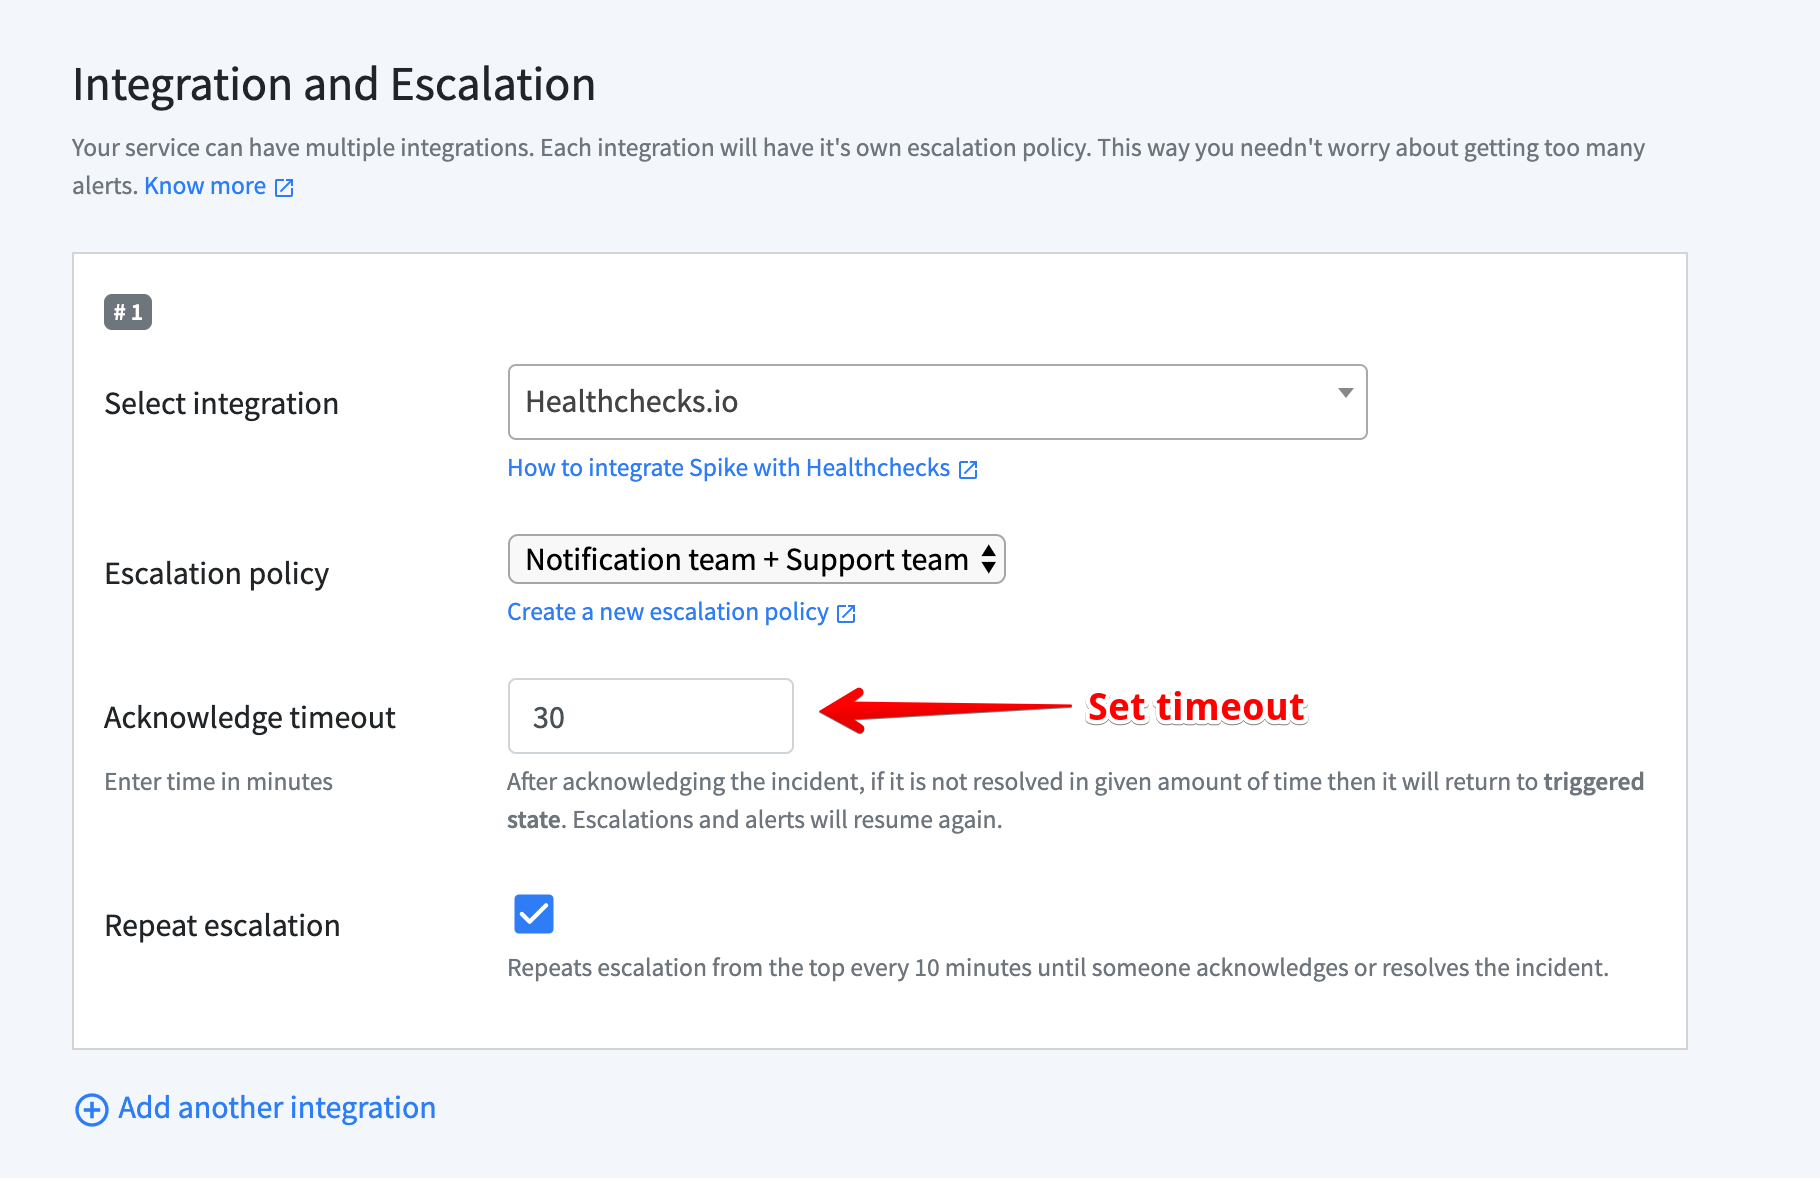 Integration and Escalation
Your service can have multiple integrations. Each integration will have it's own escalation policy. This way you needn't worry about getting too many
alerts. Know more
# 1
Select integration
Healthchecks.io
How to integrate Spike with Healthchecks
Escalation policy
Notification team + Support team
Create a new escalation policy
Acknowledge timeout
30
Set timeout
Enter time in minutes
After acknowledging the incident, if it is not resolved in given amount of time then it will return to triggered
state. Escalations and alerts will resume again.
Repeat escalation
Repeats escalation from the top every 10 minutes until someone acknowledges or resolves the incident.
Add another integration